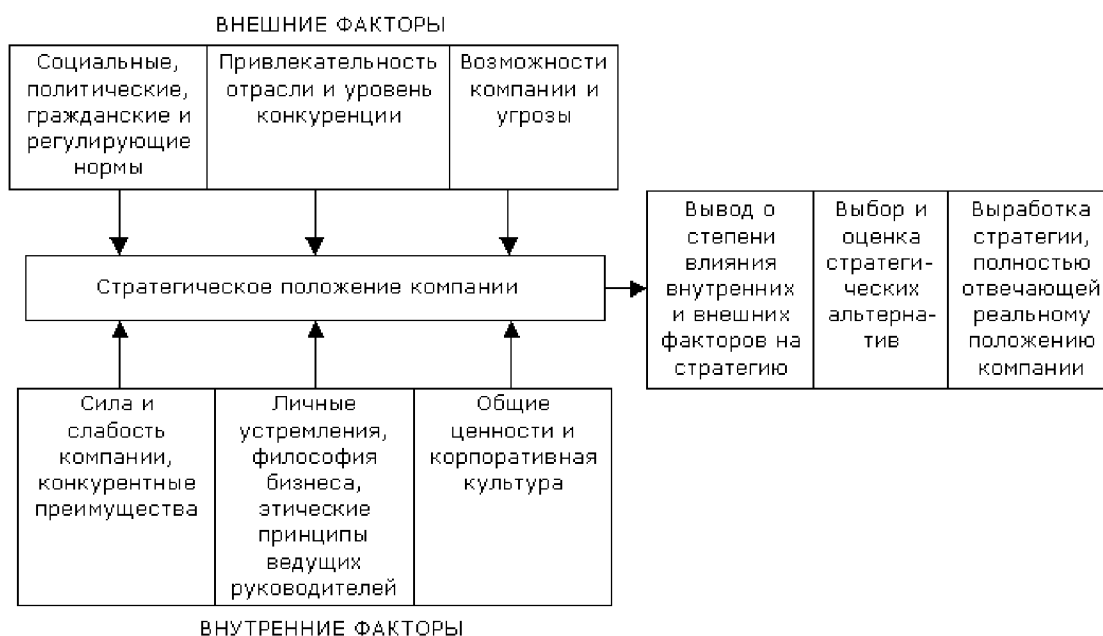 ВНЕШНИЕ ФАКТОРЫ
Социальные,
политические,
гражданские и
регулирующие
нормы
Привлекательность
отрасли и уровень
конкуренции
Возможности
компании и
угрозы
Стратегическое положение компании
Вывод о
степени
влияния
внутренних
и внешних
факторов на
стратегию
Выбор и
оценка
стратеги-
ческих
альтерна-
тив
Выработка
стратегии,
полностью
отвечающей
реальному
положению
компании
Сила и
слабость
компании,
конкурентные
преимущества
Личные
устремления,
философия
бизнеса,
этические
принципы
ведущих
руководителей
Общие
ценности и
корпоративная
культура
ВНУТРЕННИЕ ФАКТОРЫ